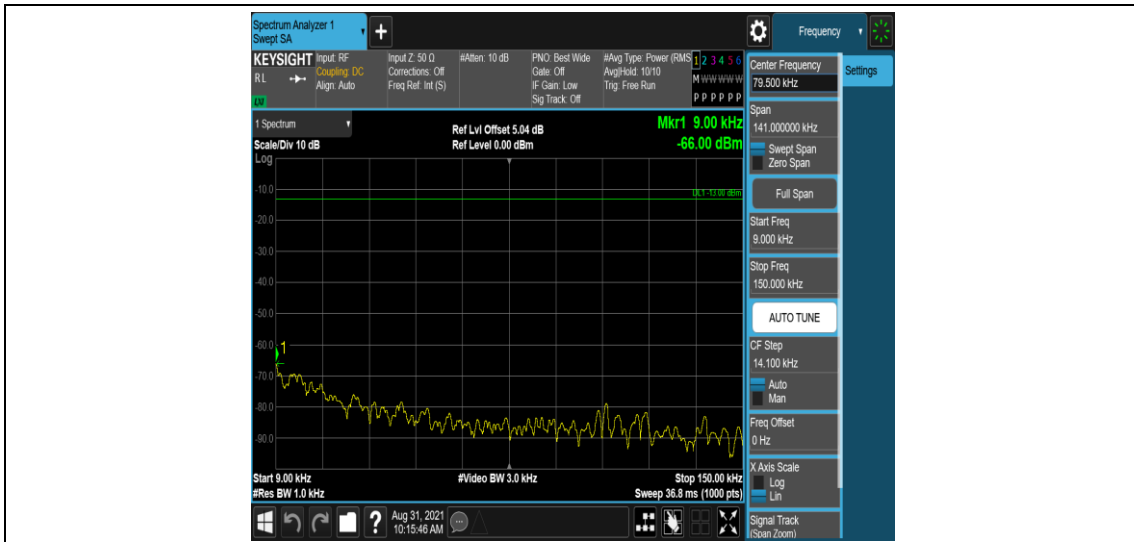 Spectrum Analyzer 1
Swept SA
Frequency
KEYSIGHT
RL
LXI
Input: RF
Coupling: DC
Align: Auto
Input Z: 50 Ω
Corrections: Off
Freq Ref: Int (S)
#Atten: 10 dB
PNO: Best Wide
Gate: Off
IF Gain: Low
Sig Track: Off
#Avg Type: Power (RMS
Avg|Hold: 10/10
Trig: Free Run
1 2 3 4 5 6
M W W W W W
P P P P P P
1 Spectrum
Scale/Div 10 dB
Log
Ref Lvl Offset 5.04 dB
Ref Level 0.00 dBm
Mkr1 9.00 kHz
-66.00 dBm
DL1 -13.00 dBm
-10.0
-20.0
-30.0
-40.0
-50.0
-60.0
1
-70.0
-80.0
-90.0
Start 9.00 kHz
#Res BW 1.0 kHz
#Video BW 3.0 kHz
Stop 150.00 kHz
Sweep 36.8 ms (1000 pts)
Center Frequency
79.500 kHz
Settings
Span
141.000000 kHz
Swept Span
Zero Span
Full Span
Start Freq
9.000 kHz
Stop Freq
150.000 kHz
AUTO TUNE
CF Step
14.100 kHz
Auto
Man
Freq Offset
0 Hz
X Axis Scale
Log
Lin
Signal Track
(Span Zoom)
?
Aug 31, 2021
10:15:46 AM